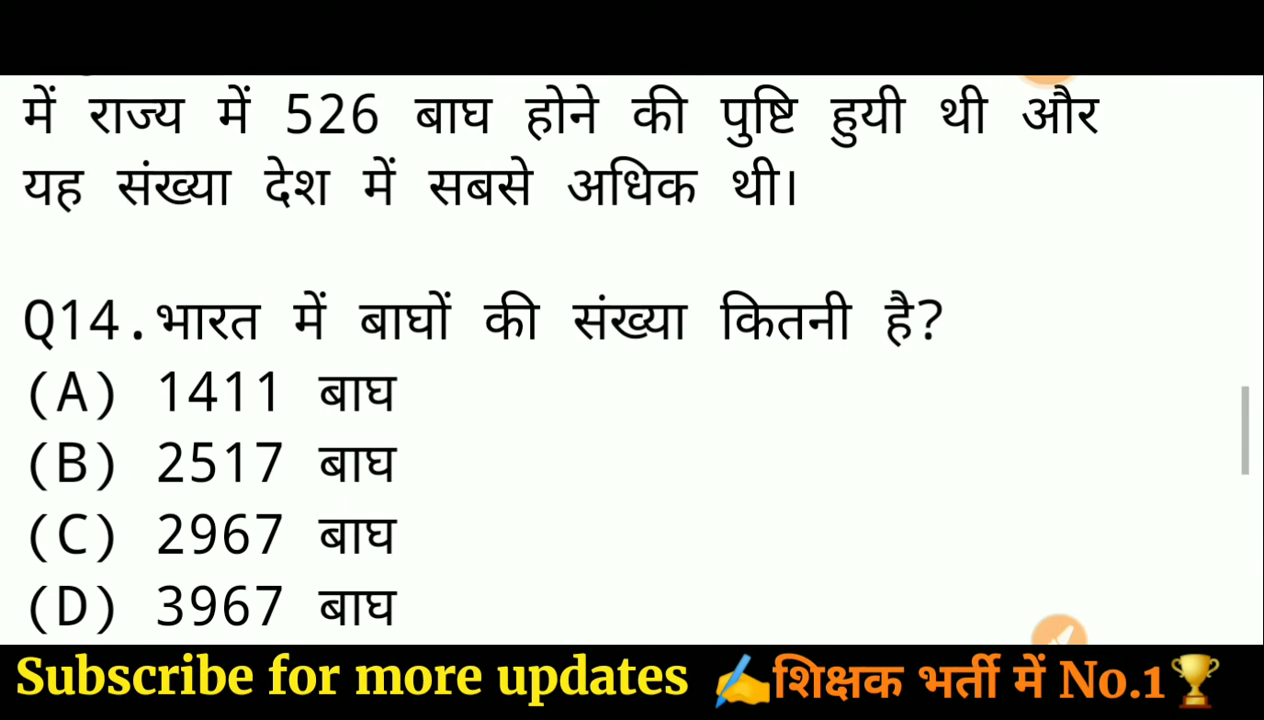 में राज्य में 526 बाघ होने की पुष्टि हुयी थी और
यह संख्या देश में सबसे अधिक थी।
Q14.भारत में बाघों की संख्या कितनी है?
(A) 1411 बाघ
(B) 2517 बाघ
(C) 2967 बाघ
(D) 3967 बाघ
Subscribe for more updates ✍शिक्षक भर्ती में No.1🏆